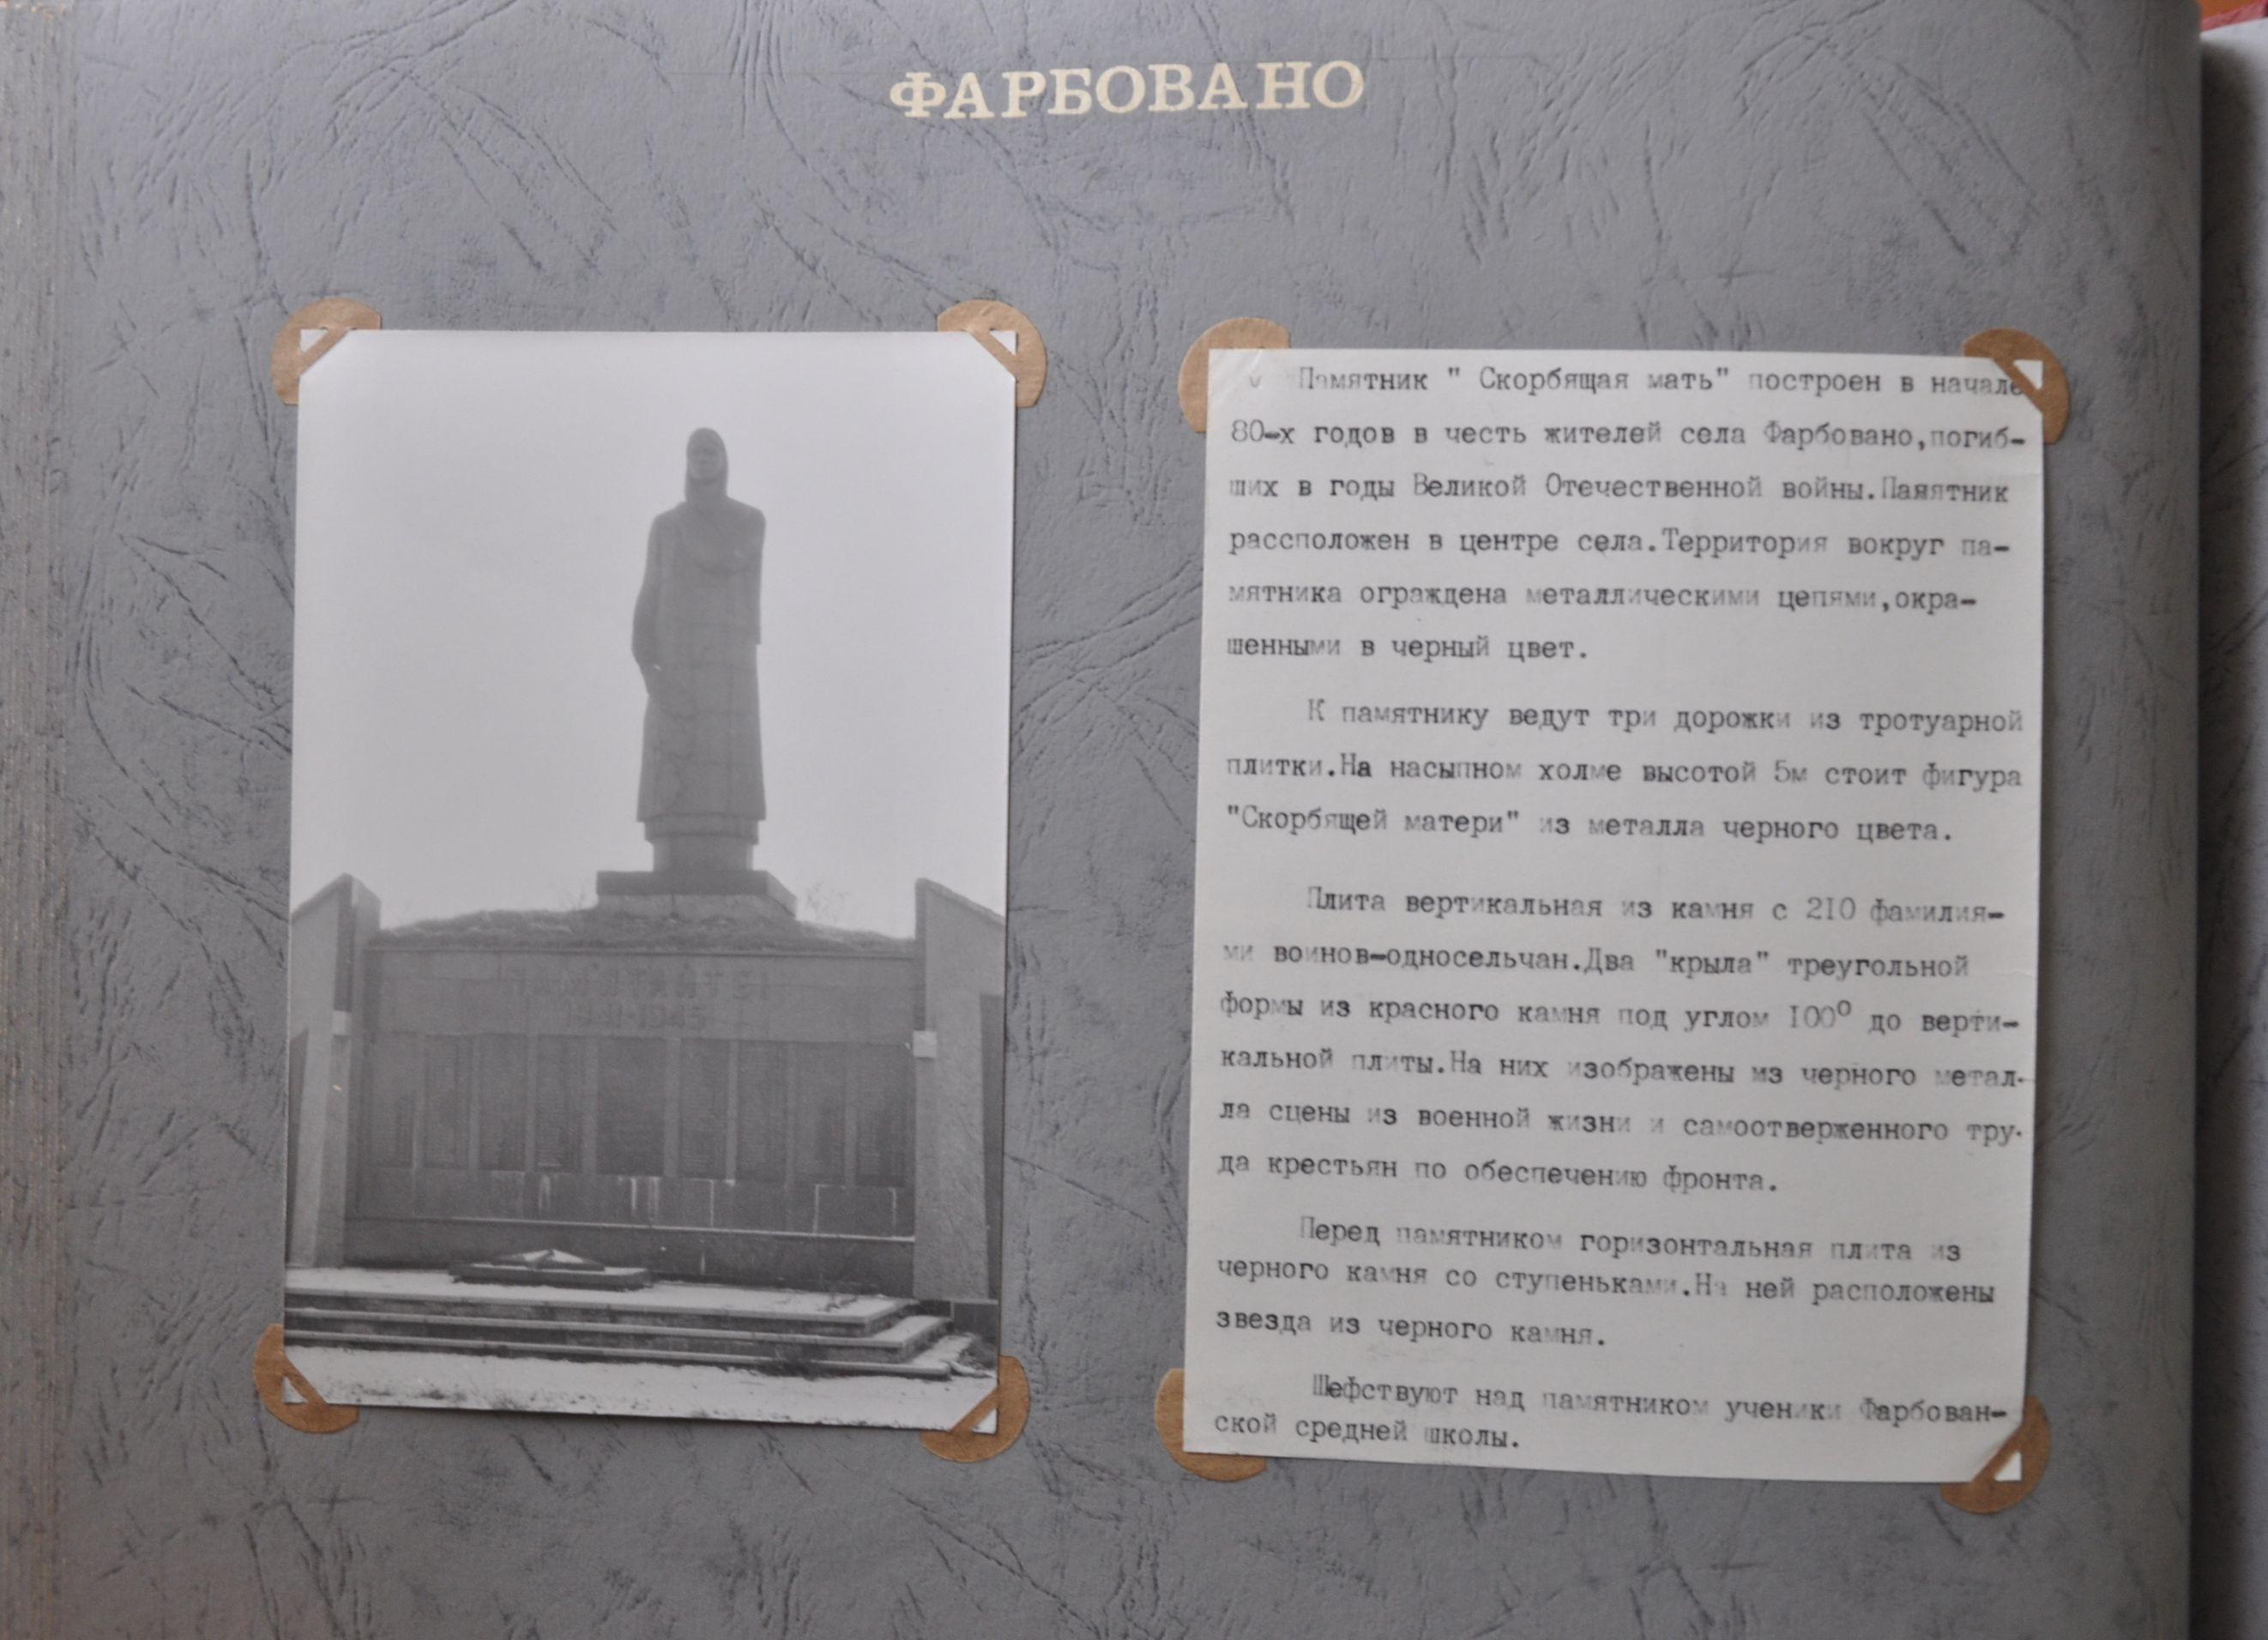 ФАРБОВАНО
Памятник " Скорбящая мать" построен в начале
80-х годов в честь жителей села Фарбовано,погиб-
ших в годы Великой Отечественной войны.Памятник
рассположен в центре села.Территория вокруг па-
мятника ограждена металлическими цепями,окра-
шенными в черный цвет.
К памятнику ведут три дорожки из тротуарной
плитки.На насыпном холме высотой 5м стоит фигура
"Скорбящей матери" из металла черного цвета.
Плита вертикальная из камня с 2I0 фамилия-
ми воинов-односельчан.Два "крыла" треугольной
формы из красного камня под углом I00° до верти-
кальной плиты.На них изображены из черного метал-
ла сцены из военной жизни и самоотверженного тру-
да крестьян по обеспечению фронта.
Перед памятником горизонтальная плита из
черного камня со ступеньками.На ней расположены
звезда из черного камня.
Шефствуют над памятником ученики Фарбован-
ской средней школы.